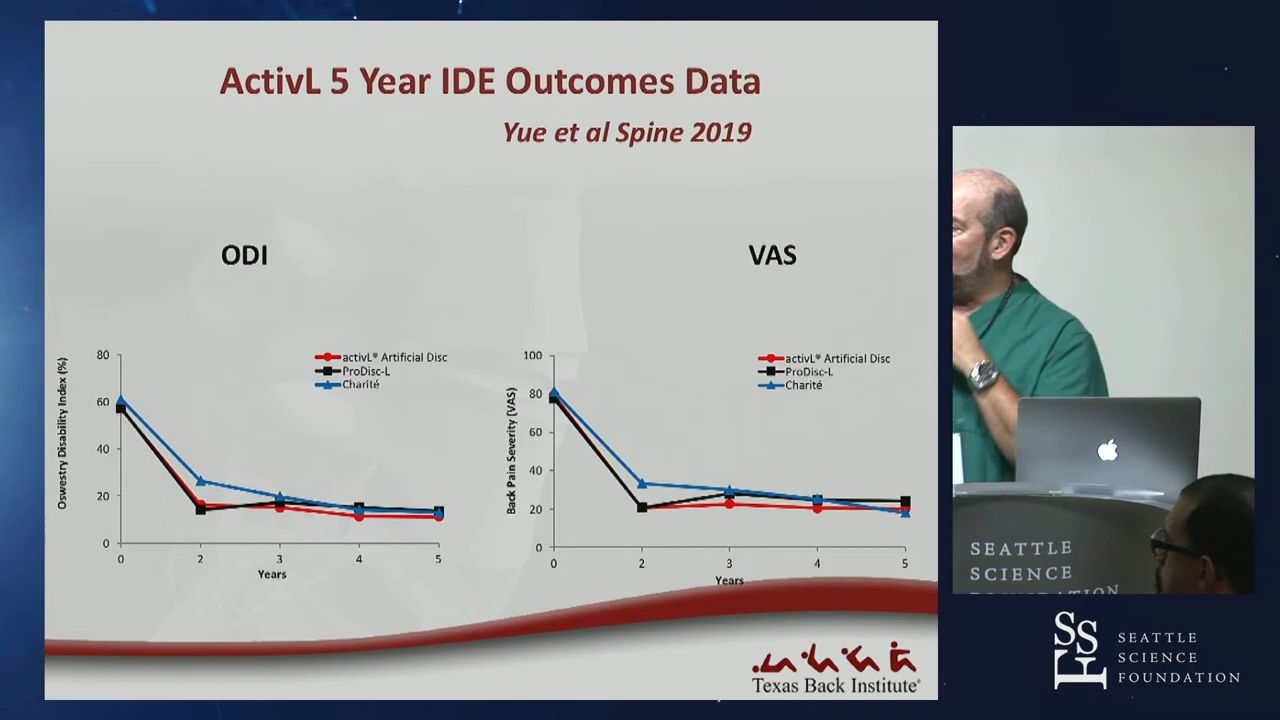 ActivL 5 Year IDE Outcomes Data
Yue et al Spine 2019
ODI
VAS
Oswestry Disability Index (%)
80
60
40
20
0
0 2 3 4 5
Years
activL® Artificial Disc
ProDisc-L
Charité
Back Pain Severity (VAS)
100
80
60
40
20
0
0 2 3 4 5
Years
activL® Artificial Disc
ProDisc-L
Charité
Texas Back Institute®
SEATTLE
SCIENCE
FOUNDATION
SSF
SEATTLE
SCIENCE
FOUNDATION